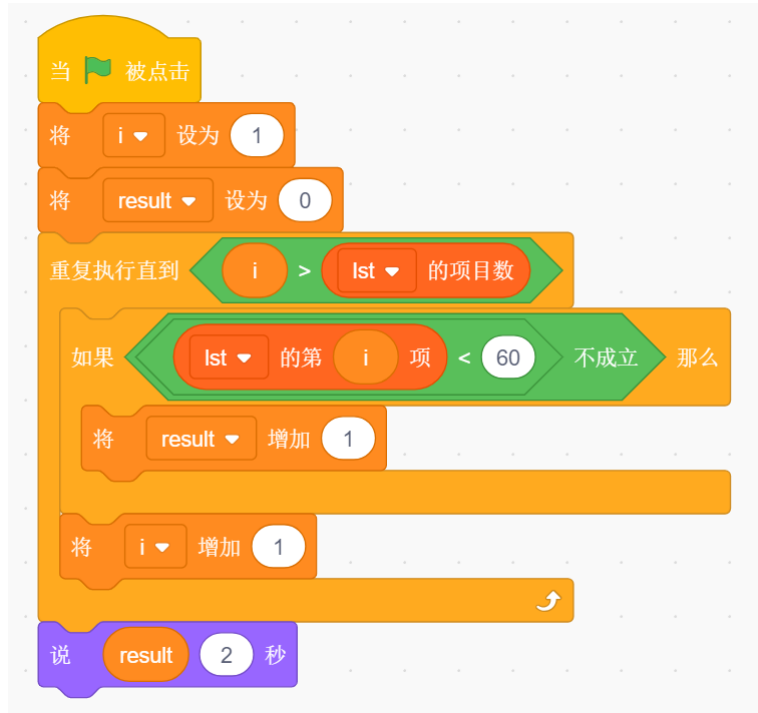 当 被点击
将 i 设为 1
将 result 设为 0
重复执行直到 i > lst 的项目数
如果 lst 的第 i 项 < 60 不成立 那么
将 result 增加 1
将 i 增加 1
说 result 2 秒